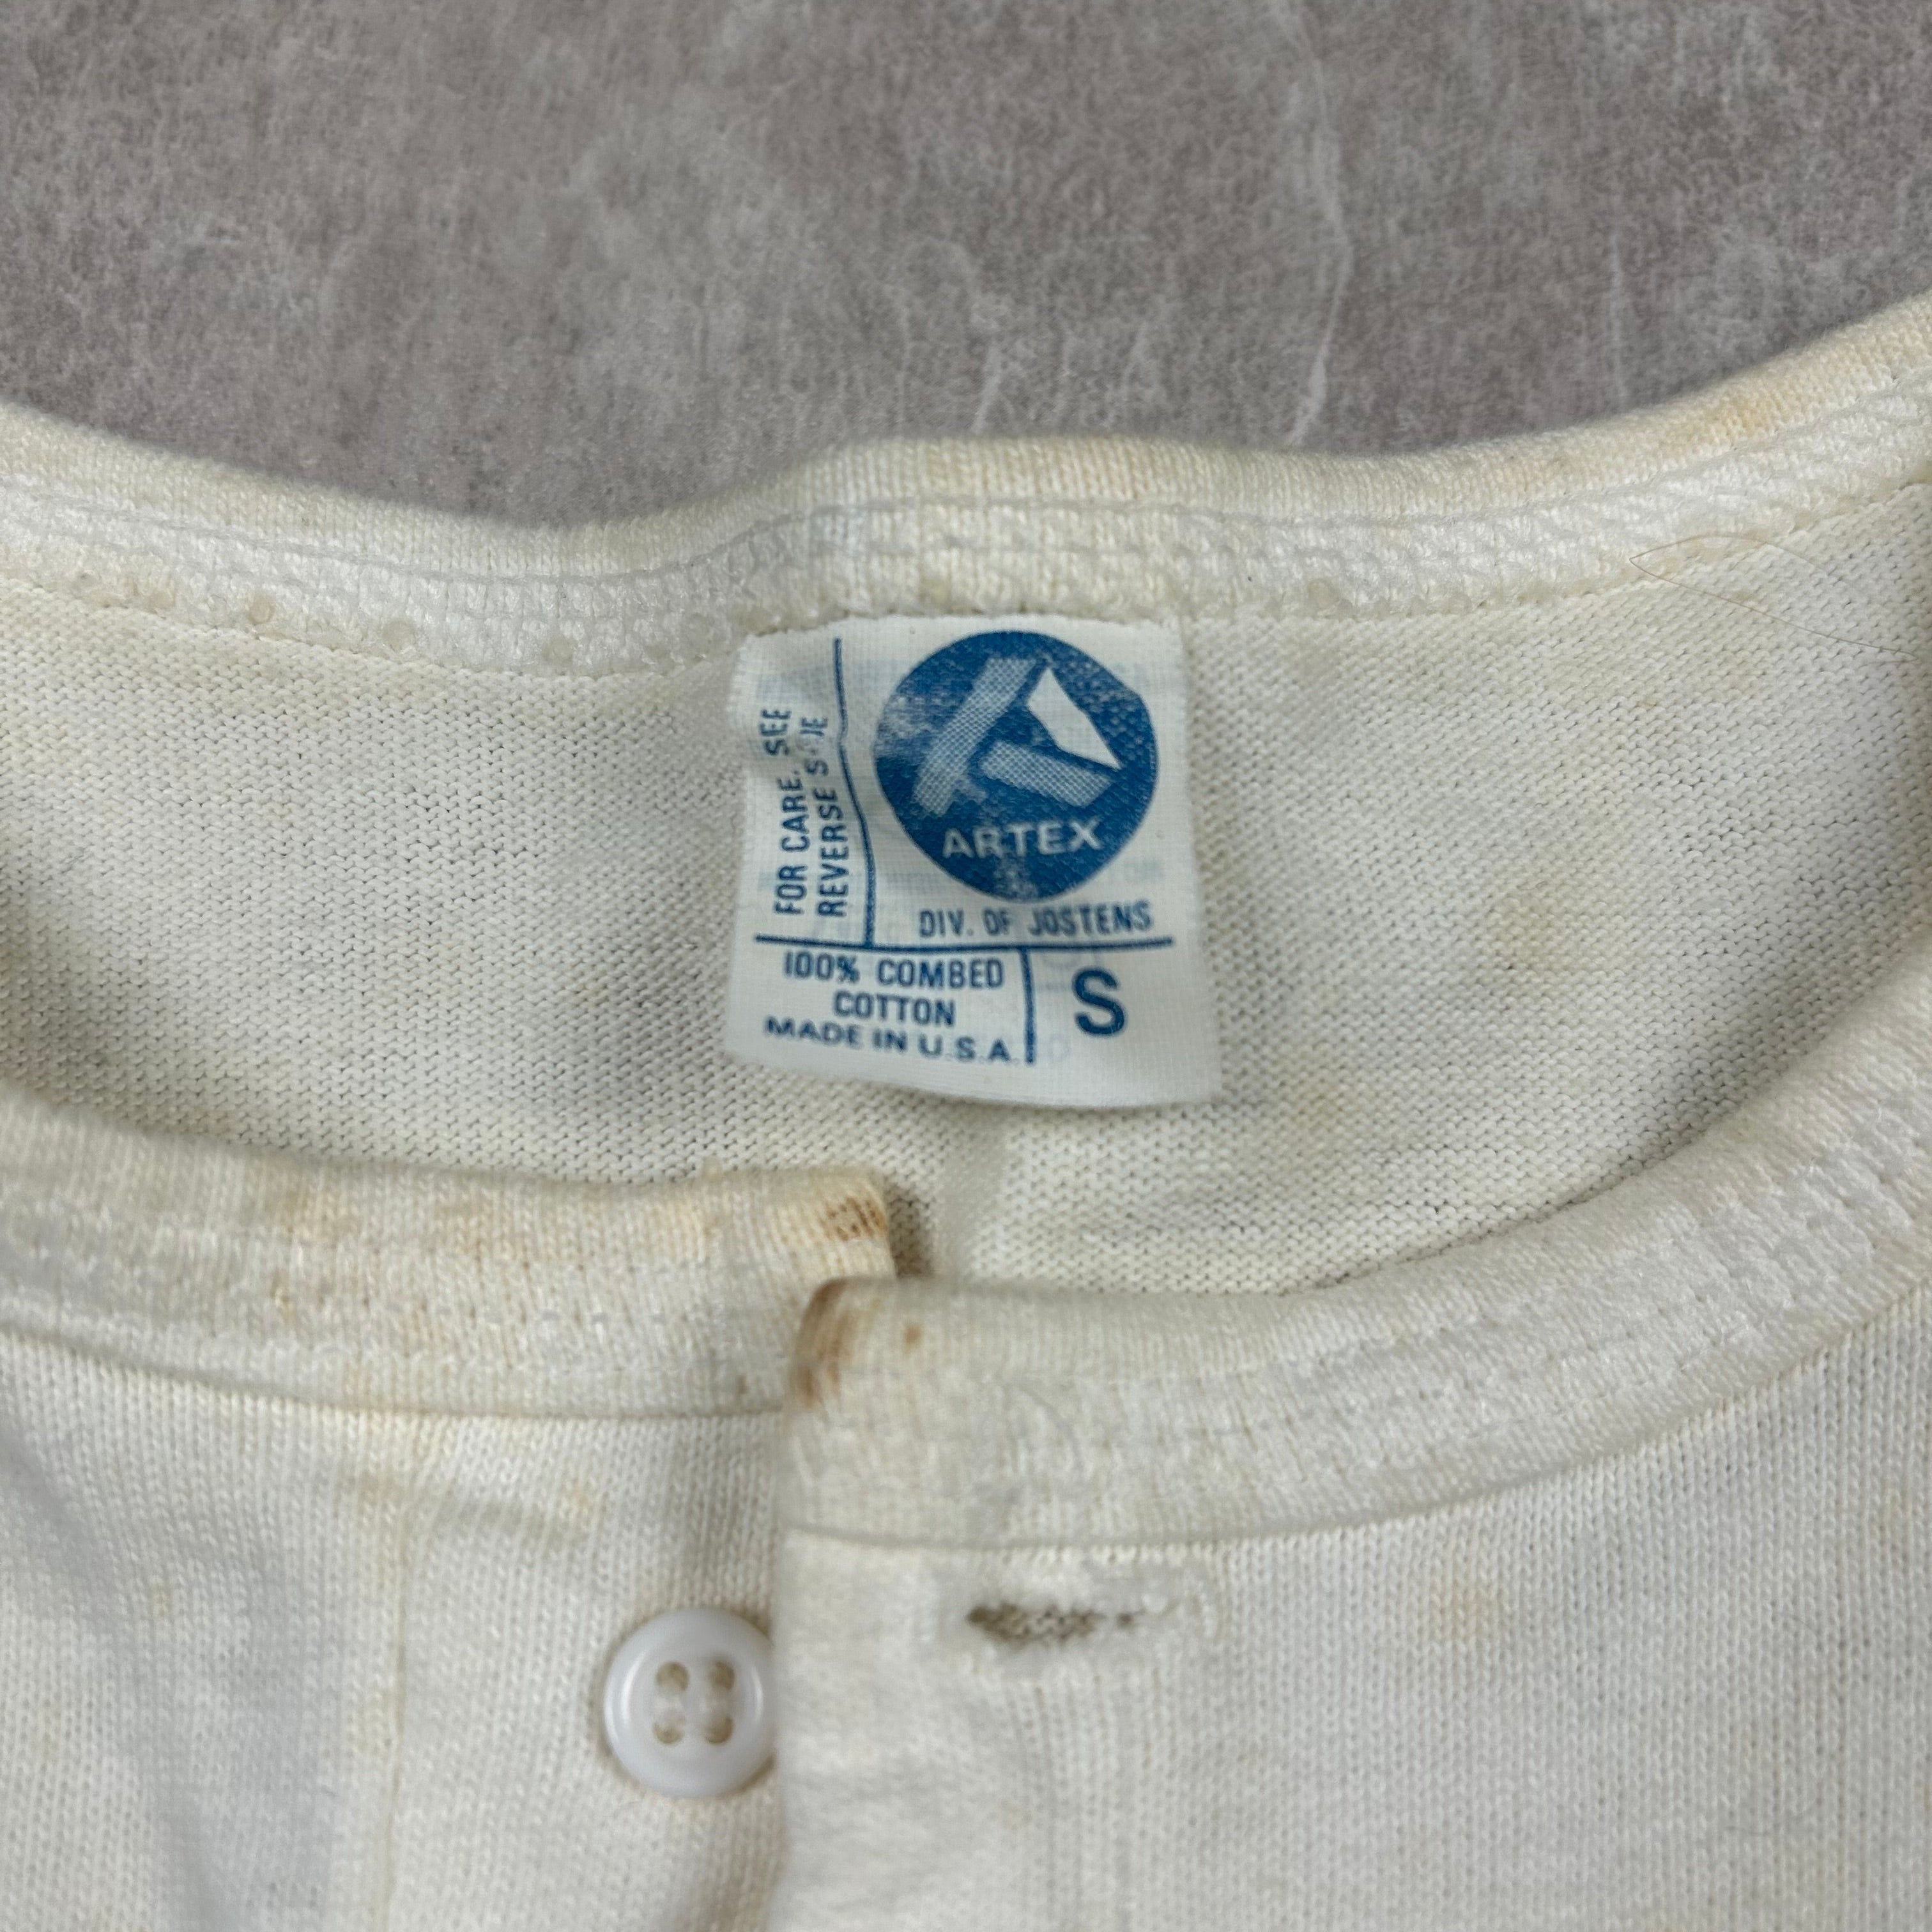 FOR CARE, SEE
REVERSE SIDE
ARTEX
DIV. OF JOSTENS
100% COMBED
COTTON
MADE IN U.S.A.
S